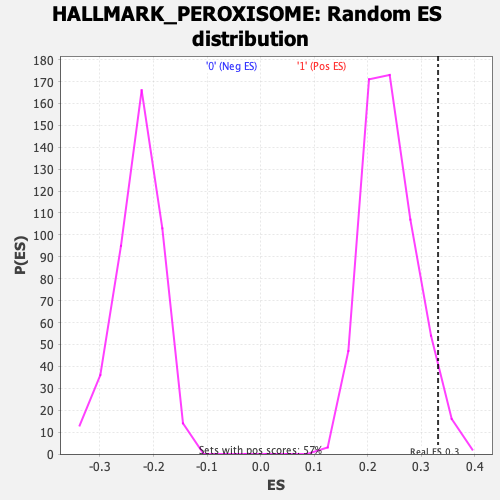 HALLMARK_PEROXISOME: Random ES
distribution
'0' (Neg ES) '1' (Pos ES)
180
170
160
150
140
130
120
110
100
90
80
70
60
50
40
30
20
10
0
P(ES)
Sets with pos scores: 57%
Real ES 0.3
-0.3 -0.2 -0.1 0.0 0.1 0.2 0.3 0.4
ES